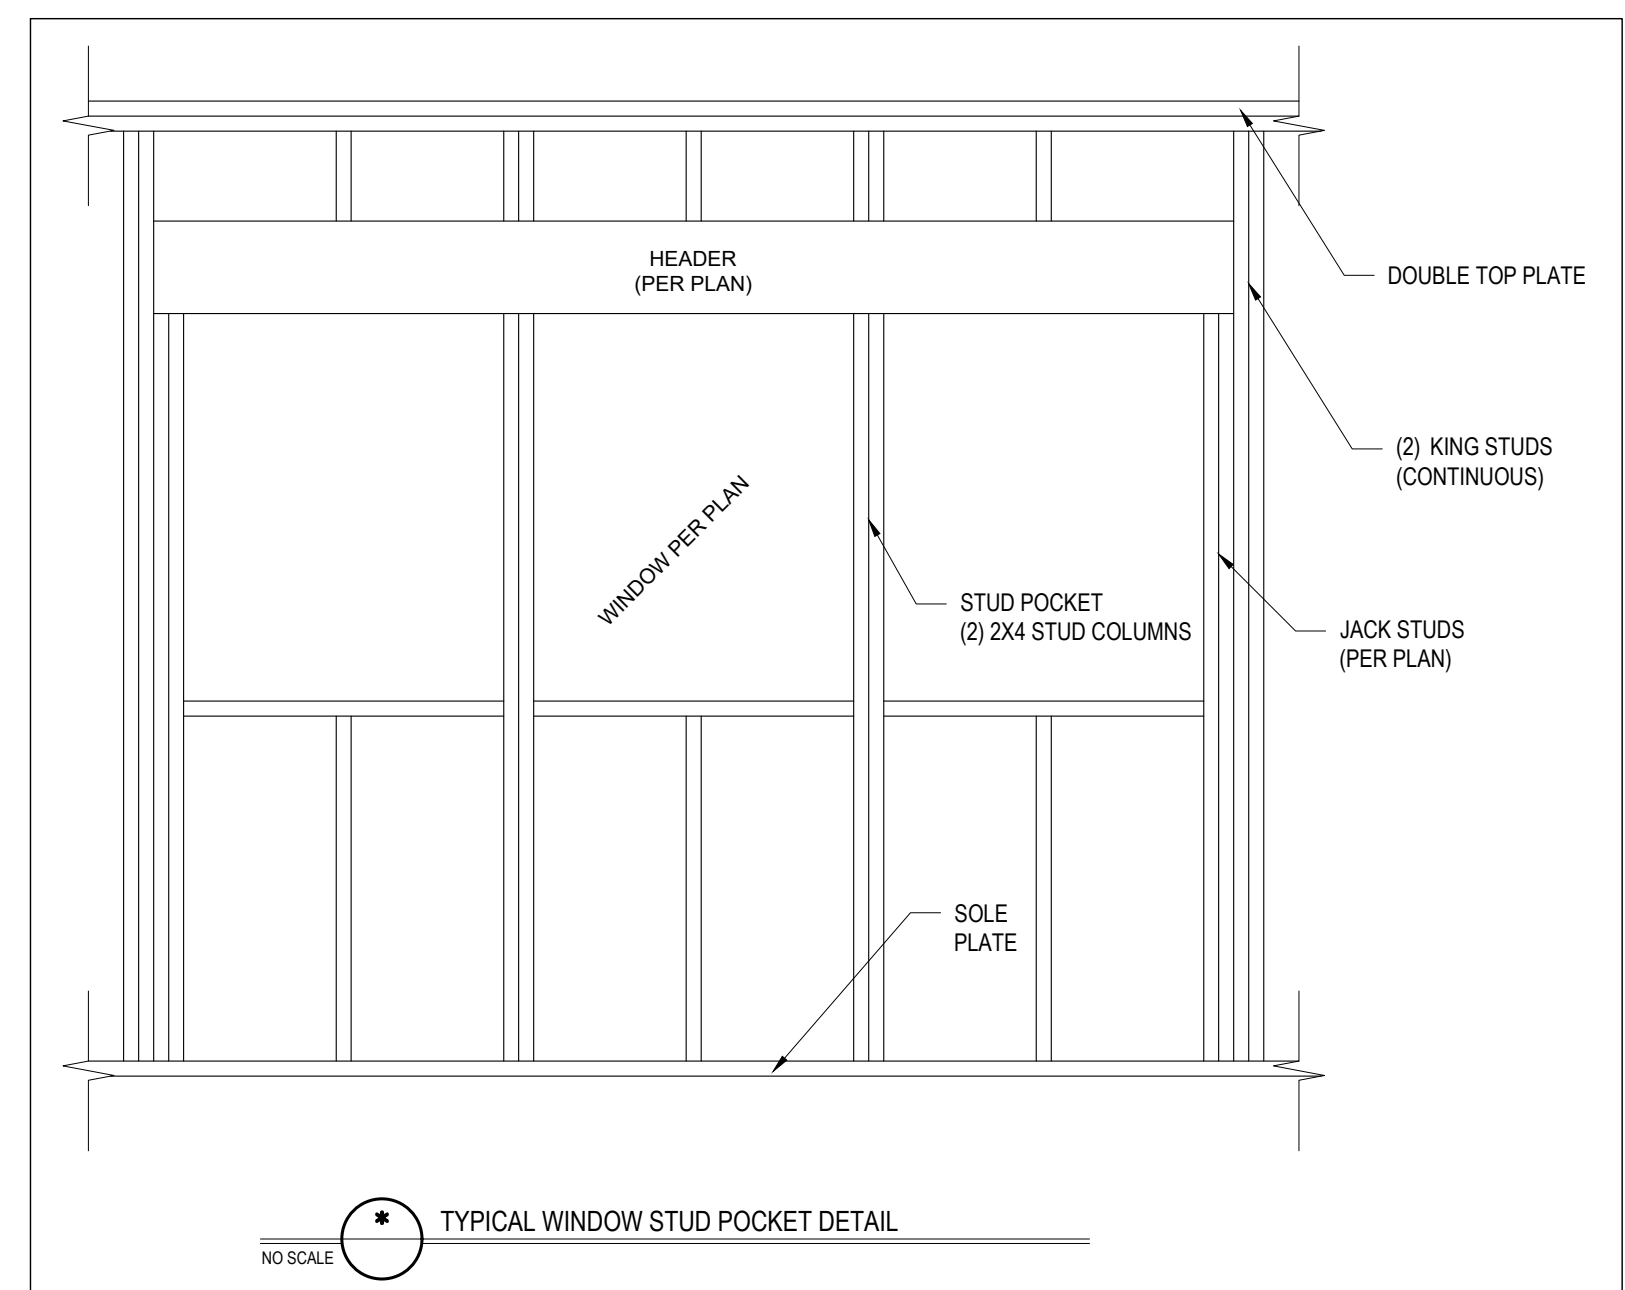 HEADER
(PER PLAN)
DOUBLE TOP PLATE
(2) KING STUDS
(CONTINUOUS)
WINDOW PER PLAN
STUD POCKET
(2) 2X4 STUD COLUMNS
JACK STUDS
(PER PLAN)
SOLE
PLATE
*
TYPICAL WINDOW STUD POCKET DETAIL
NO SCALE